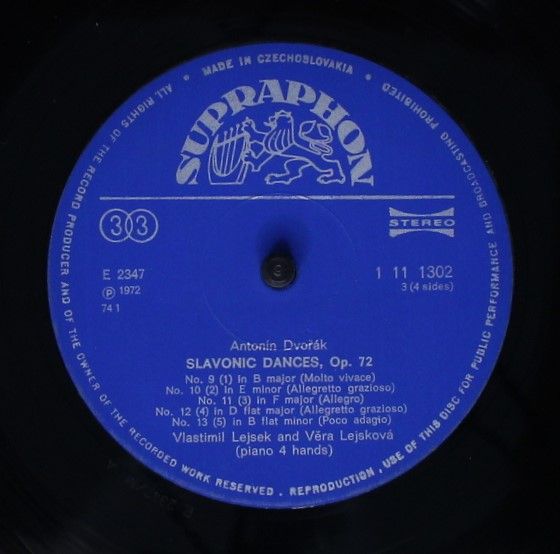 MADE IN CZECHOSLOVAKIA
ALL RIGHTS OF THE RECORD PRODUCER AND OF THE OWNER OF THE RECORDED WORK RESERVED . REPRODUCTION , USE OF THIS DISC FOR PUBLIC PERFORMANCE AND BROADCASTING PROHIBITED
SUPRAPHON
33
STEREO
E 2347
1 11 1302
℗ 1972
3 (4 sides)
74 1
Antonín Dvořák
SLAVONIC DANCES, Op. 72
No. 9 (1) in B major (Molto vivace)
No. 10 (2) in E minor (Allegretto grazioso)
No. 11 (3) in F major (Allegro)
No. 12 (4) in D flat major (Allegretto grazioso)
No. 13 (5) in B flat minor (Poco adagio)
Vlastimil Lejsek and Věra Lejsková
(piano 4 hands)